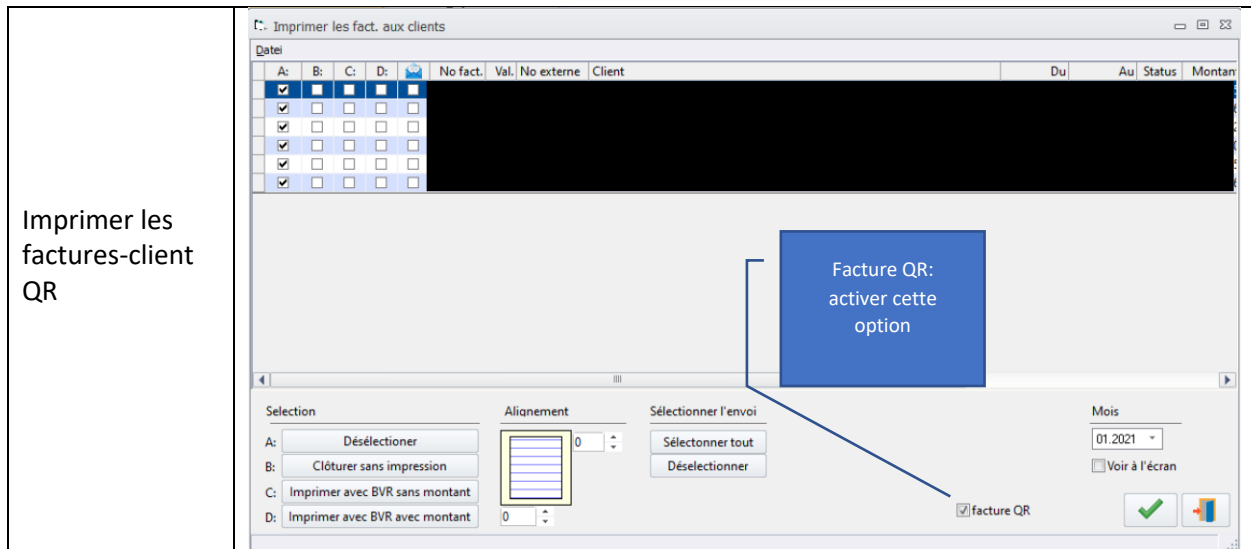 Imprimer les
factures-client
QR
Imprimer les fact. aux clients
Datei
A: B: C: D: No fact. Val. No externe Client Du Au Status Montan
Facture QR:
activer cette
option
Selection
A: Désélectioner
B: Clôturer sans impression
C: Imprimer avec BVR sans montant
D: Imprimer avec BVR avec montant
Alignement
0
0
Sélectionner l'envoi
Sélectonner tout
Déselectionner
facture QR
Mois
01.2021
Voir à l'écran